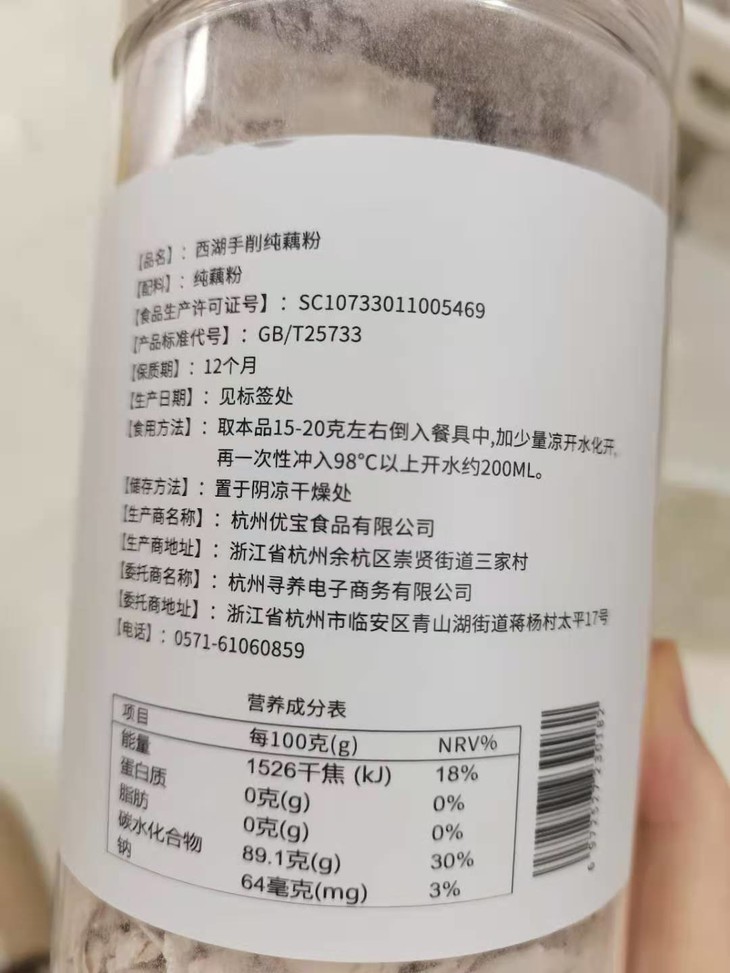 【品名】：西湖手削纯藕粉
【配料】：纯藕粉
【食品生产许可证号】：SC10733011005469
【产品标准代号】：GB/T25733
【保质期】：12个月
【生产日期】：见标签处
【食用方法】：取本品15-20克左右倒入餐具中,加少量凉开水化开,
再一次性冲入98°C以上开水约200ML。
【储存方法】：置于阴凉干燥处
【生产商名称】：杭州优宝食品有限公司
【生产商地址】：浙江省杭州余杭区崇贤街道三家村
【委托商名称】：杭州寻养电子商务有限公司
【委托商地址】：浙江省杭州市临安区青山湖街道蒋杨村太平17号
【电话】：0571-61060859
营养成分表
项目 每100克(g) NRV%
能量 1526千焦 (kJ) 18%
蛋白质 0克(g) 0%
脂肪 0克(g) 0%
碳水化合物 89.1克(g) 30%
钠 64毫克(mg) 3%